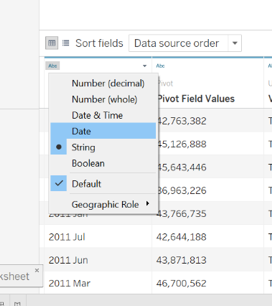 Sort fields Data source order
Abc Abc
Number (decimal) Pivot
Number (whole) Pivot Field Values
Date & Time 42,763,382
Date 45,126,888
String 45,643,446
Boolean
Default 36,963,226
2011 Jan 43,766,735
Geographic Role
2011 Jul 42,644,188
2011 Jun 43,871,813
ksheet ×
2011 Mar 46,700,562